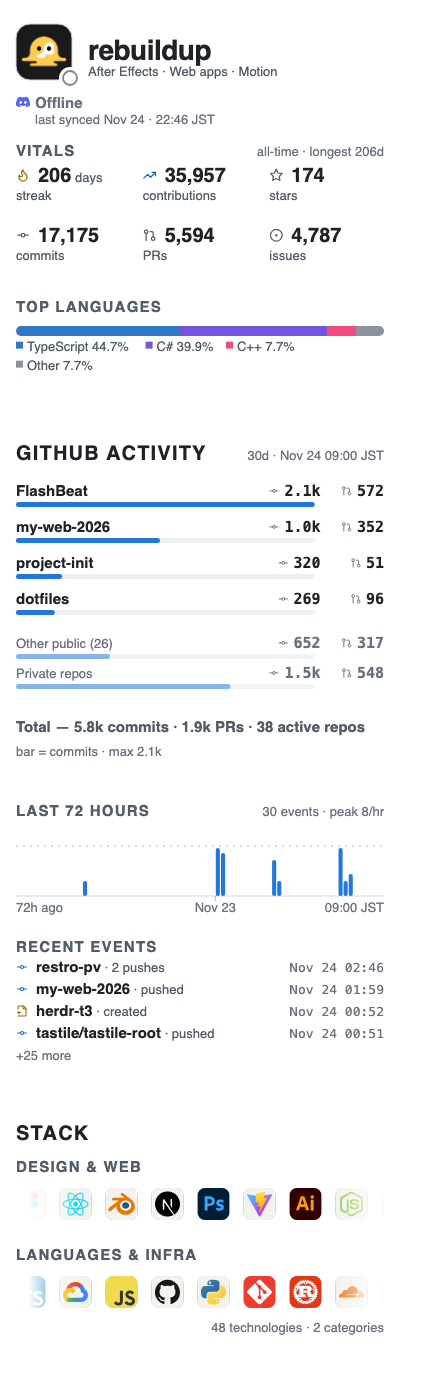 rebuildup
After Effects · Web apps · Motion
Offline
last synced Nov 24 · 22:46 JST
VITALS all-time · longest 206d
206 days 35,957 174
streak contributions stars
17,175 5,594 4,787
commits PRs issues
TOP LANGUAGES
TypeScript 44.7% C# 39.9% C++ 7.7%
Other 7.7%
GITHUB ACTIVITY 30d · Nov 24 09:00 JST
FlashBeat 2.1k 572
my-web-2026 1.0k 352
project-init 320 51
dotfiles 269 96
Other public (26) 652 317
Private repos 1.5k 548
Total — 5.8k commits · 1.9k PRs · 38 active repos
bar = commits · max 2.1k
LAST 72 HOURS 30 events · peak 8/hr
72h ago Nov 23 09:00 JST
RECENT EVENTS
restro-pv · 2 pushes Nov 24 02:46
my-web-2026 · pushed Nov 24 01:59
herdr-t3 · created Nov 24 00:52
tastile/tastile-root · pushed Nov 24 00:51
+25 more
STACK
DESIGN & WEB
N Ps Ai JS
LANGUAGES & INFRA
S JS R
48 technologies · 2 categories